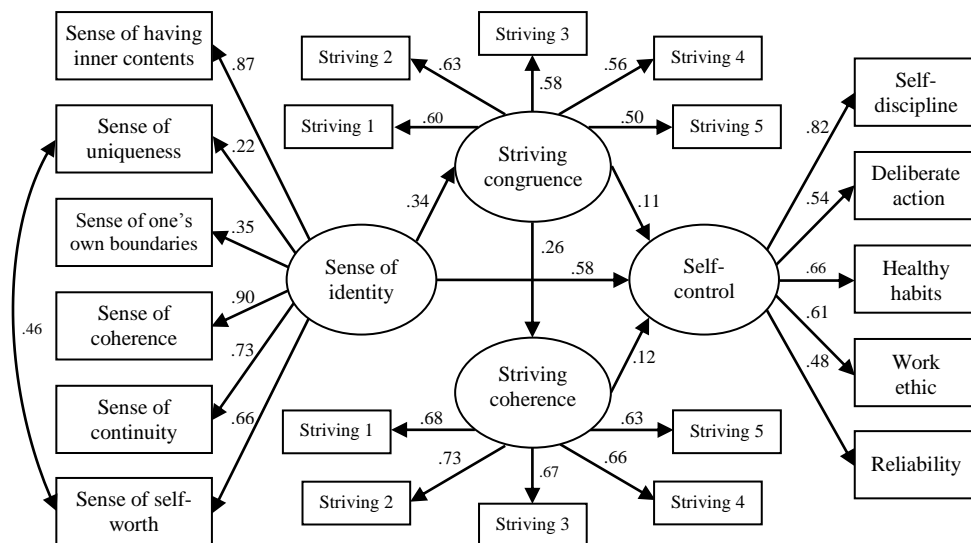 Sense of having
inner contents
Sense of
uniqueness
Sense of one's
own boundaries
Sense of
coherence
Sense of
continuity
Sense of self-
worth
.46
.87
.22
.35
.90
.73
.66
Sense of
identity
Striving 1
Striving 2
Striving 3
Striving 4
Striving 5
.60
.63
.58
.56
.50
Striving
congruence
.34
.11
.26
.58
.12
Self-
control
Striving
coherence
.68
.73
.67
.66
.63
Striving 1
Striving 2
Striving 3
Striving 4
Striving 5
.82
.54
.66
.61
.48
Self-
discipline
Deliberate
action
Healthy
habits
Work
ethic
Reliability